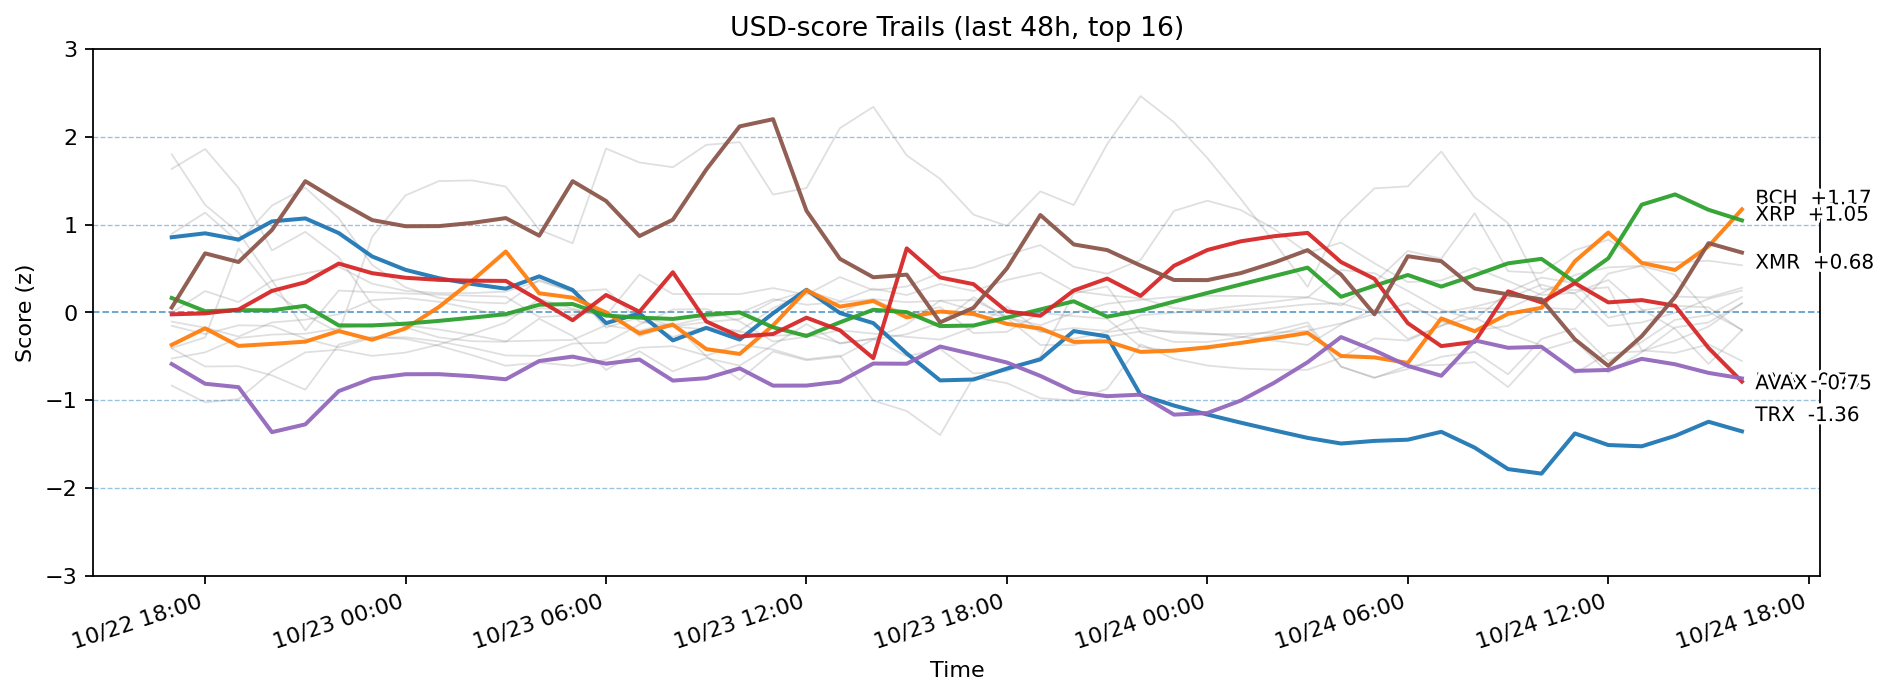 USD-score Trails (last 48h, top 16)
Score (z)
3
2
1
0
−1
−2
−3
BCH +1.17
XRP +1.05
XMR +0.68
AVAX -0.75
TRX -1.36
10/22 18:00
10/23 00:00
10/23 06:00
10/23 12:00
10/23 18:00
10/24 00:00
10/24 06:00
10/24 12:00
10/24 18:00
Time